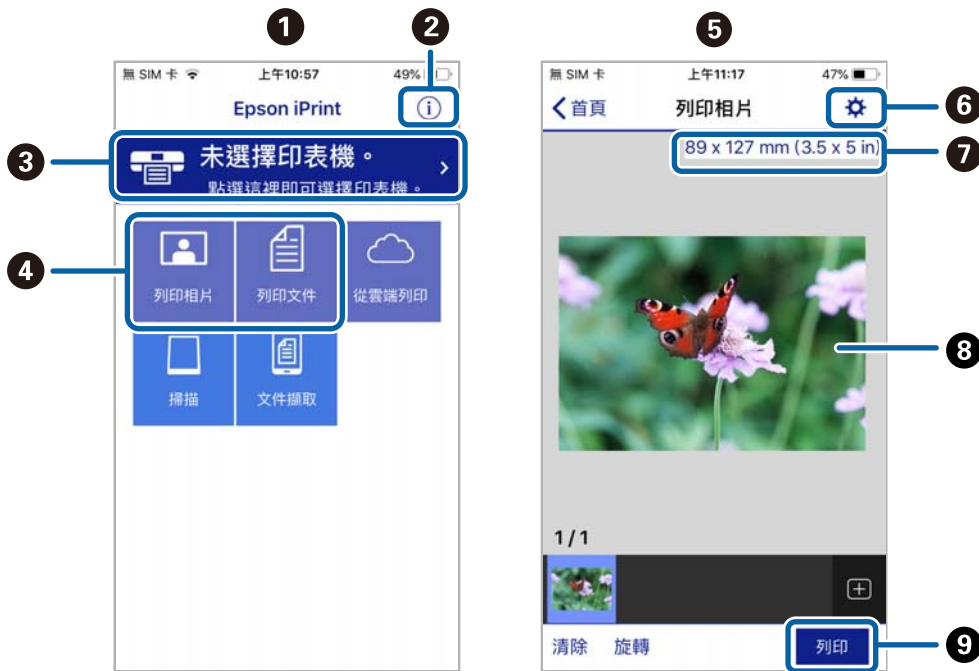 1
2
無 SIM 卡
上午10:57
49%
Epson iPrint
i
3
未選擇印表機。
點選這裡即可選擇印表機。
4
列印相片
列印文件
從雲端列印
掃描
文件擷取
5
無 SIM 卡
上午11:17
47%
首頁
列印相片
6
7
89 x 127 mm (3.5 x 5 in)
8
1/1
清除
旋轉
列印
9